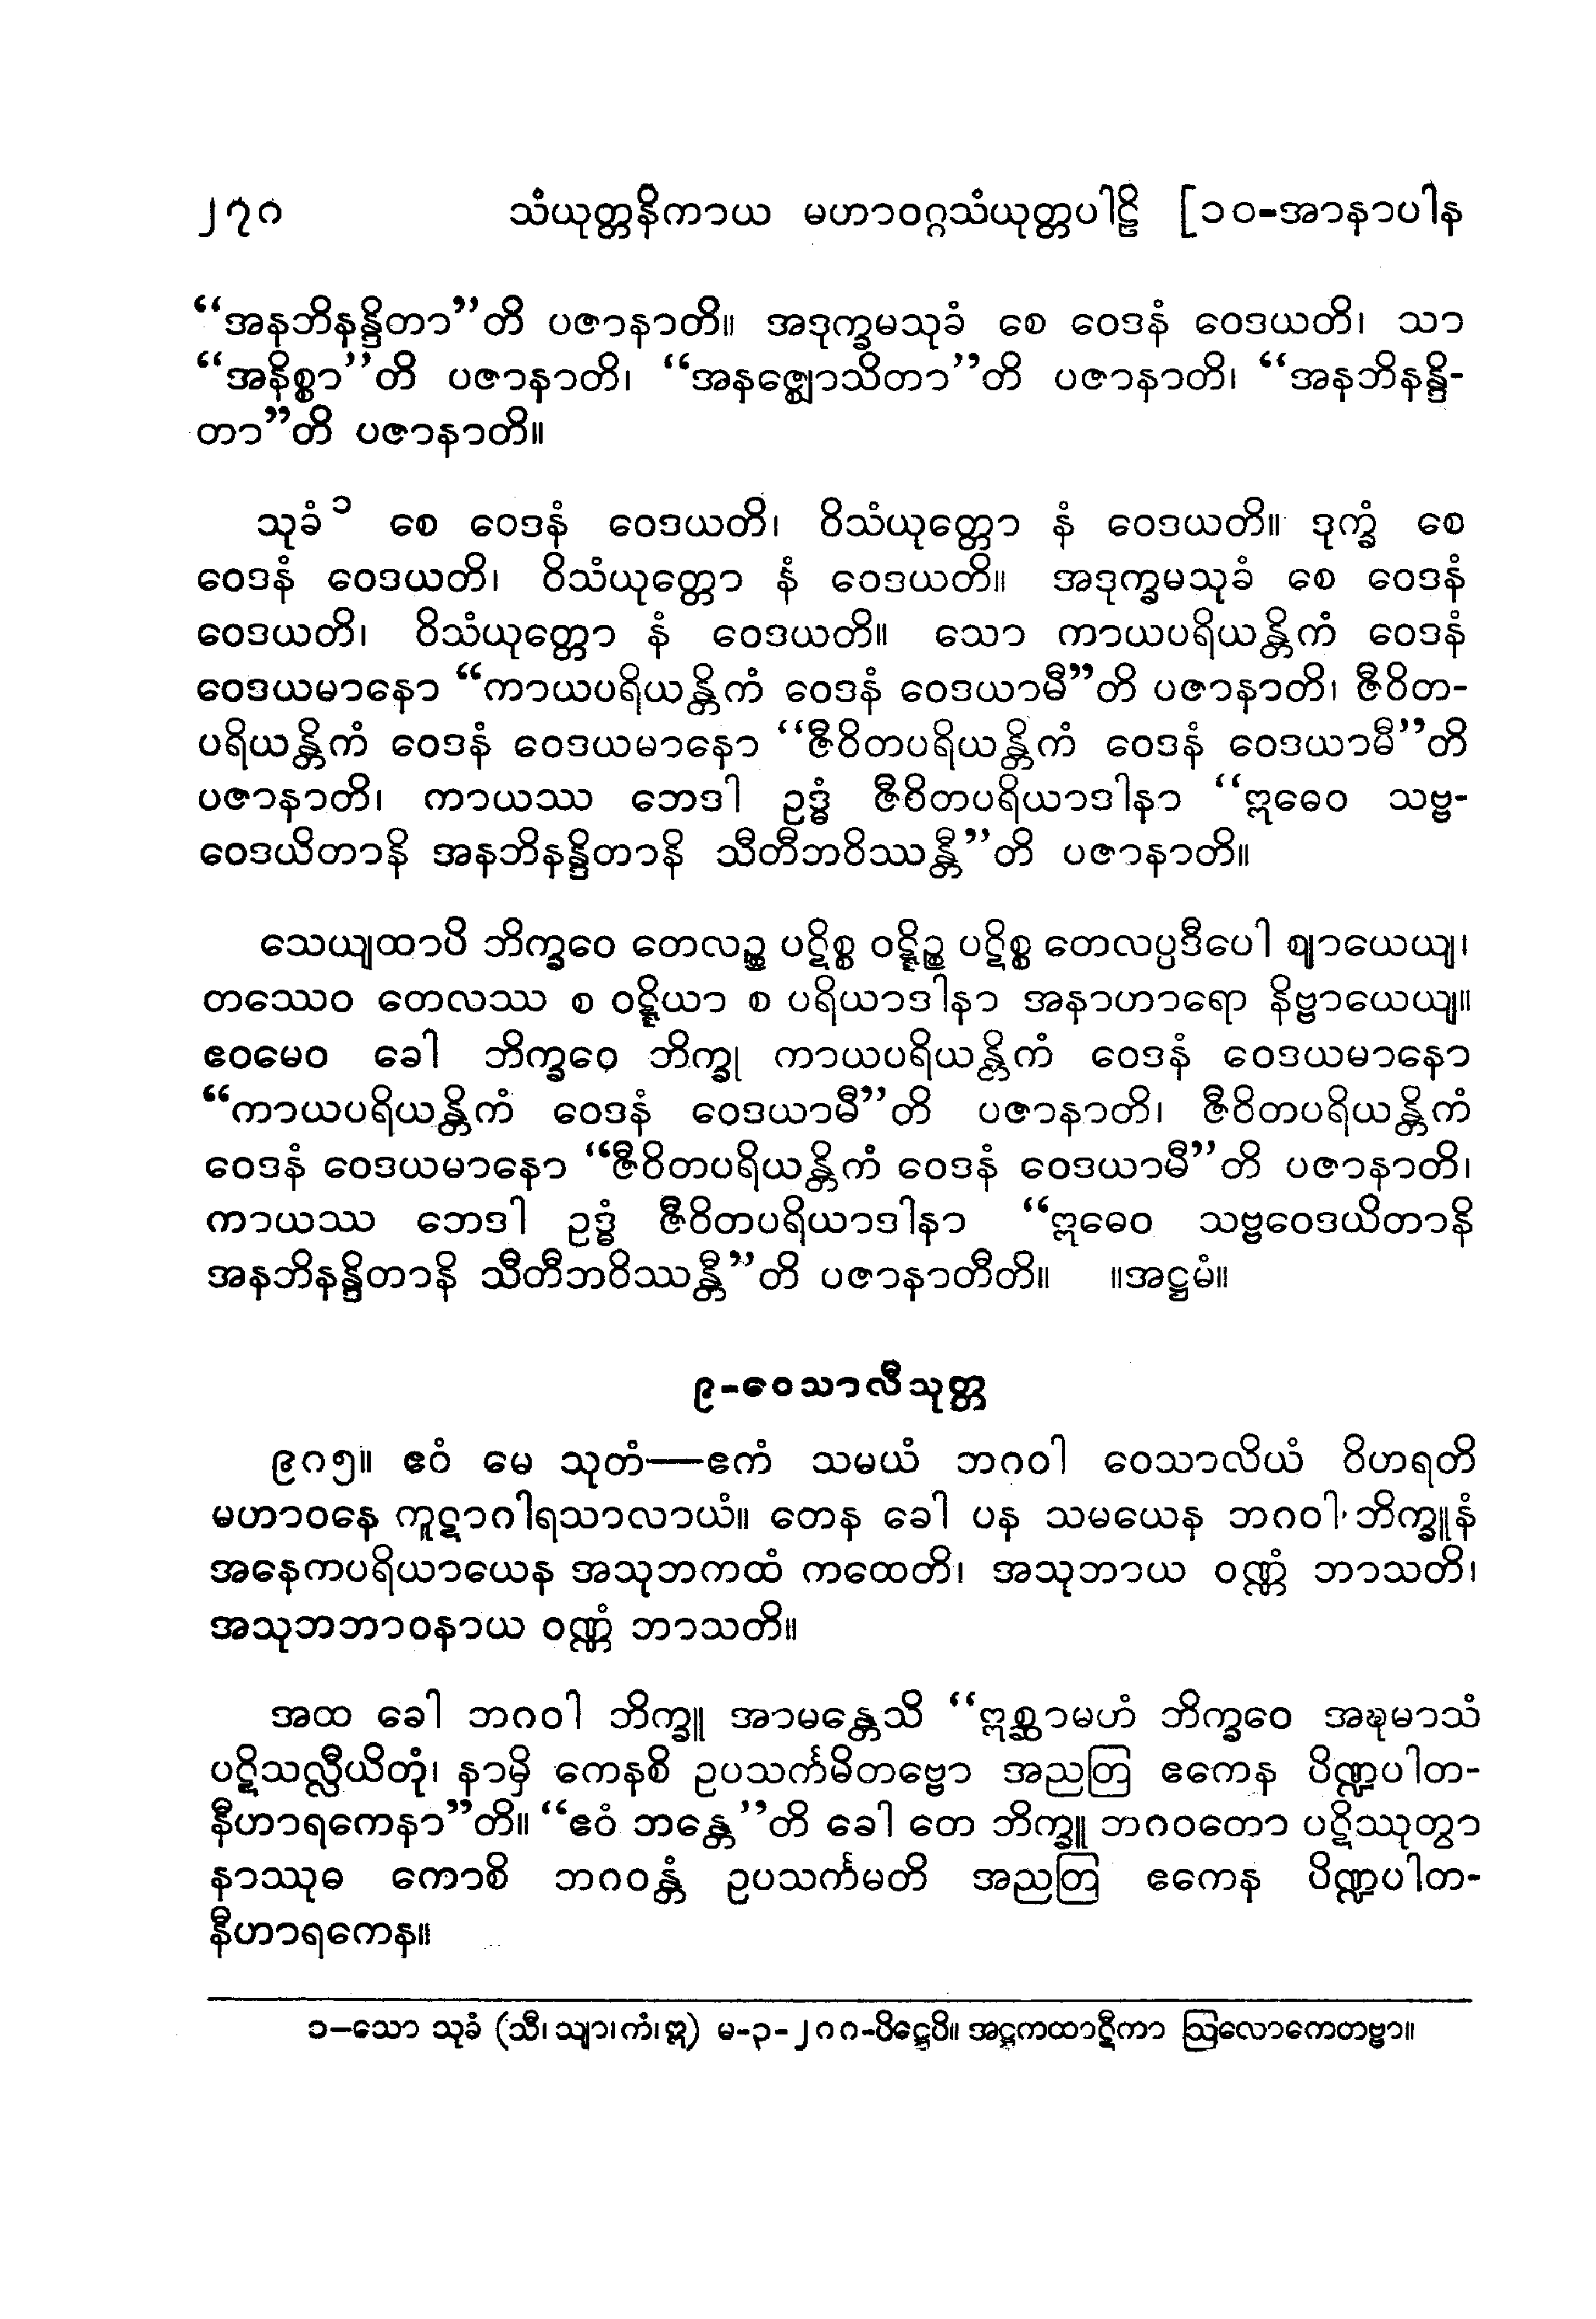 ၂၇၈ သံယုတ္တနိကာယ မဟာဝဂ္ဂသံယုတ္တပါဠိ [၁၀-အာနာပါန
“အနဘိနန္ဒိတာ”တိ ပဇာနာတိ။ အဒုက္ခမသုခံ စေ ဝေဒနံ ဝေဒယတိ၊ သာ
“အနိစ္စာ”တိ ပဇာနာတိ၊ “အနဇ္ဈောသိတာ”တိ ပဇာနာတိ၊ “အနဘိနန္ဒိ-
တာ”တိ ပဇာနာတိ။
သုခံ၁ စေ ဝေဒနံ ဝေဒယတိ၊ ဝိသံယုတ္တော နံ ဝေဒယတိ။ ဒုက္ခံ စေ
ဝေဒနံ ဝေဒယတိ၊ ဝိသံယုတ္တော နံ ဝေဒယတိ။ အဒုက္ခမသုခံ စေ ဝေဒနံ
ဝေဒယတိ၊ ဝိသံယုတ္တော နံ ဝေဒယတိ။ သော ကာယပရိယန္တိကံ ဝေဒနံ
ဝေဒယမာနော “ကာယပရိယန္တိကံ ဝေဒနံ ဝေဒယာမီ”တိ ပဇာနာတိ၊ ဇီဝိတ-
ပရိယန္တိကံ ဝေဒနံ ဝေဒယမာနော “ဇီဝိတပရိယန္တိကံ ဝေဒနံ ဝေဒယာမီ”တိ
ပဇာနာတိ၊ ကာယဿ ဘေဒါ ဥဒ္ဓံ ဇီဝိတပရိယာဒါနာ “ဣဓေဝ သဗ္ဗ-
ဝေဒယိတာနိ အနဘိနန္ဒိတာနိ သီတီဘဝိဿန္တီ”တိ ပဇာနာတိ။
သေယျထာပိ ဘိက္ခဝေ တေလဉ္စ ပဋိစ္စ ဝဋ္ဋိဉ္စ ပဋိစ္စ တေလပ္ပဒီပေါ ဈာယေယျ၊
တဿေဝ တေလဿ စ ဝဋ္ဋိယာ စ ပရိယာဒါနာ အနာဟာရော နိဗ္ဗာယေယျ။
ဧဝမေဝ ခေါ ဘိက္ခဝေ ဘိက္ခု ကာယပရိယန္တိကံ ဝေဒနံ ဝေဒယမာနော
“ကာယပရိယန္တိကံ ဝေဒနံ ဝေဒယာမီ”တိ ပဇာနာတိ၊ ဇီဝိတပရိယန္တိကံ
ဝေဒနံ ဝေဒယမာနော “ဇီဝိတပရိယန္တိကံ ဝေဒနံ ဝေဒယာမီ”တိ ပဇာနာတိ၊
ကာယဿ ဘေဒါ ဥဒ္ဓံ ဇီဝိတပရိယာဒါနာ “ဣဓေဝ သဗ္ဗဝေဒယိတာနိ
အနဘိနန္ဒိတာနိ သီတီဘဝိဿန္တီ”တိ ပဇာနာတီတိ။ ။အဋ္ဌမံ။
၉-ဝေသာလီသုတ္တ
၉၈၅။ ဧဝံ မေ သုတံ—ဧကံ သမယံ ဘဂဝါ ဝေသာလိယံ ဝိဟရတိ
မဟာဝနေ ကူဋာဂါရသာလာယံ။ တေန ခေါ ပန သမယေန ဘဂဝါ ဘိက္ခူနံ
အနေကပရိယာယေန အသုဘကထံ ကထေတိ၊ အသုဘာယ ဝဏ္ဏံ ဘာသတိ၊
အသုဘဘာဝနာယ ဝဏ္ဏံ ဘာသတိ။
အထ ခေါ ဘဂဝါ ဘိက္ခူ အာမန္တေသိ “ဣစ္ဆာမဟံ ဘိက္ခဝေ အဍ္ဎမာသံ
ပဋိသလ္လီယိတုံ၊ နာမှိ ကေနစိ ဥပသင်္ကမိတဗ္ဗော အညတြ ဧကေန ပိဏ္ဍပါတ-
နီဟာရကေနာ”တိ။ “ဧဝံ ဘန္တေ”တိ ခေါ တေ ဘိက္ခူ ဘဂဝတော ပဋိဿုတွာ
နာဿုဓ ကောစိ ဘဂဝန္တံ ဥပသင်္ကမတိ အညတြ ဧကေန ပိဏ္ဍပါတ-
နီဟာရကေန။
၁–သော သုခံ (သီ၊ သျာ၊ ကံ၊ ဣ) မ-၃-၂၈၈-ပိဋ္ဌေပိ။ အဋ္ဌကထာဋီကာ ဩလောကေတဗ္ဗာ။